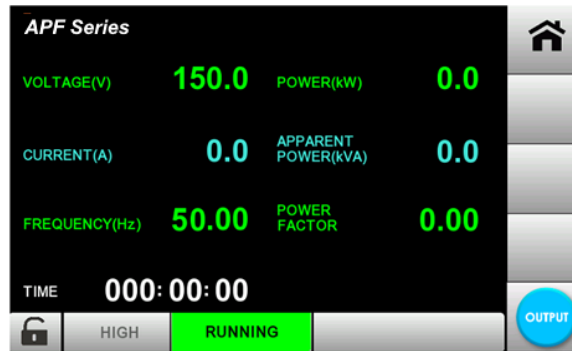 APF Series
VOLTAGE(V) 150.0 POWER(kW) 0.0
CURRENT(A) 0.0 APPARENT POWER(kVA) 0.0
FREQUENCY(Hz) 50.00 POWER FACTOR 0.00
TIME 000:00:00
HIGH RUNNING OUTPUT